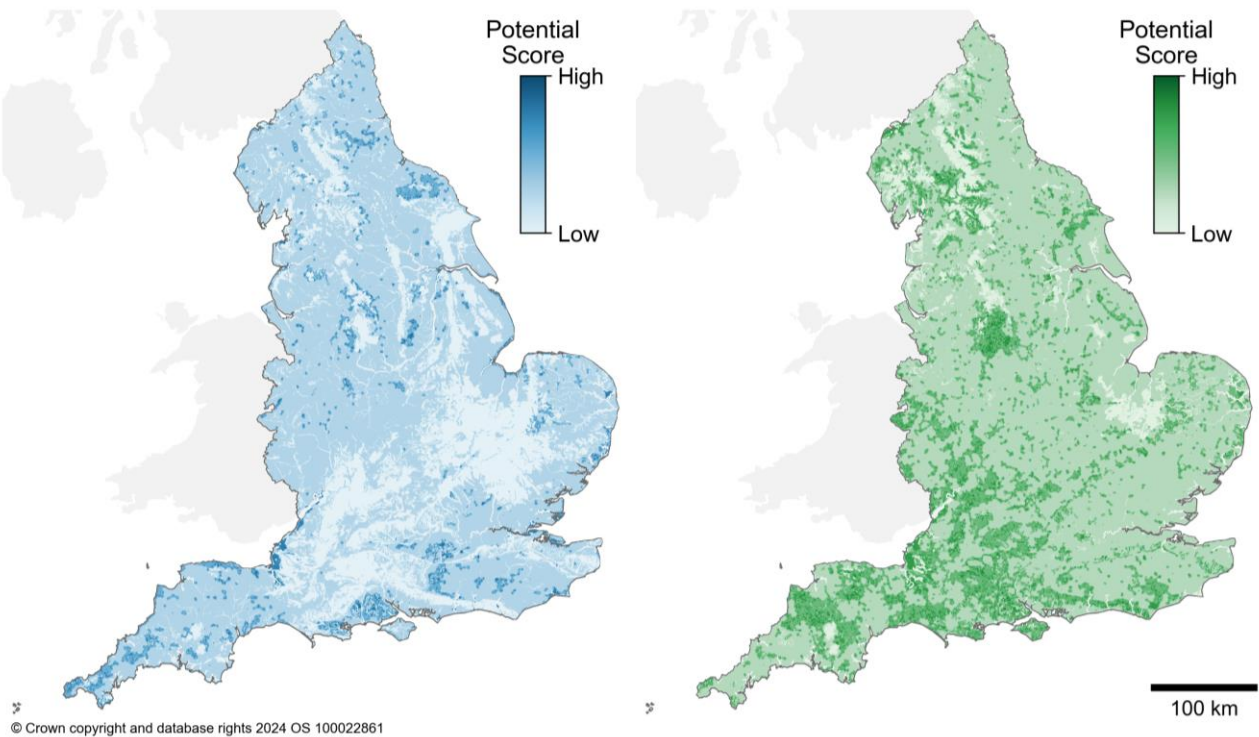 Potential
Score
High
Low
Potential
Score
High
Low
100 km
© Crown copyright and database rights 2024 OS 100022861